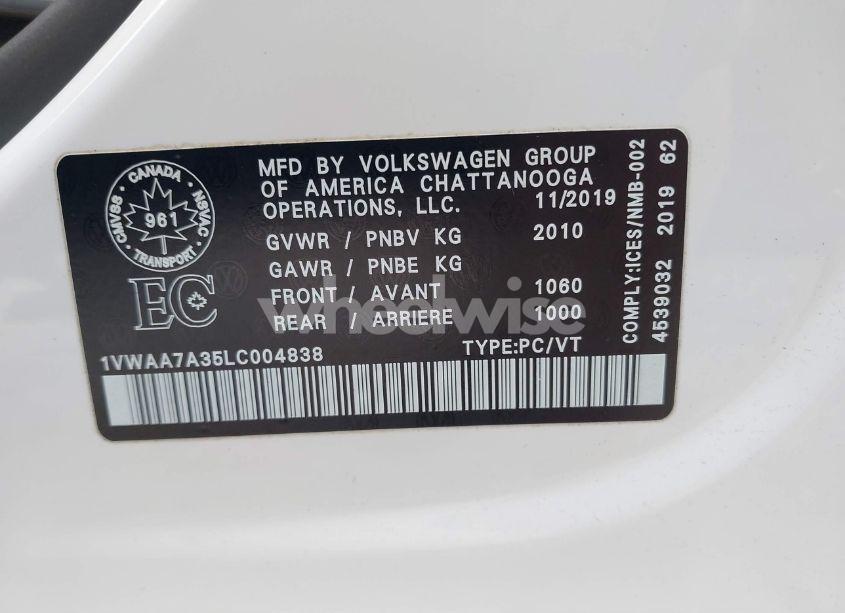 CANADA
CMVSS
NSVAC
961
TRANSPORT
EC
MFD BY VOLKSWAGEN GROUP
OF AMERICA CHATTANOOGA
OPERATIONS, LLC. 11/2019
GVWR / PNBV KG 2010
GAWR / PNBE KG
FRONT / AVANT 1060
REAR / ARRIERE 1000
1VWAA7A35LC004838 TYPE:PC/VT
COMPLY:ICES/NMB-002
4539032 2019 62
wheelwise